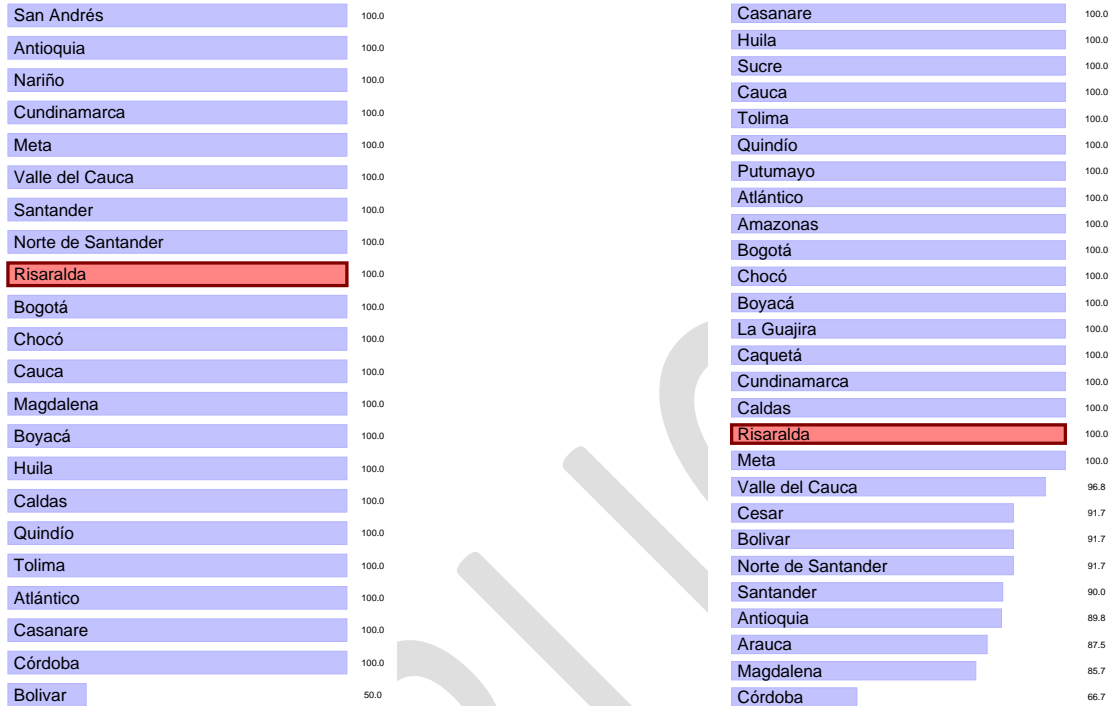 San Andrés 100.0
Antioquia 100.0
Nariño 100.0
Cundinamarca 100.0
Meta 100.0
Valle del Cauca 100.0
Santander 100.0
Norte de Santander 100.0
Risaralda 100.0
Bogotá 100.0
Chocó 100.0
Cauca 100.0
Magdalena 100.0
Boyacá 100.0
Huila 100.0
Caldas 100.0
Quindío 100.0
Tolima 100.0
Atlántico 100.0
Casanare 100.0
Córdoba 100.0
Bolivar 50.0
Casanare 100.0
Huila 100.0
Sucre 100.0
Cauca 100.0
Tolima 100.0
Quindío 100.0
Putumayo 100.0
Atlántico 100.0
Amazonas 100.0
Bogotá 100.0
Chocó 100.0
Boyacá 100.0
La Guajira 100.0
Caquetá 100.0
Cundinamarca 100.0
Caldas 100.0
Risaralda 100.0
Meta 100.0
Valle del Cauca 96.8
Cesar 91.7
Bolivar 91.7
Norte de Santander 91.7
Santander 90.0
Antioquia 89.8
Arauca 87.5
Magdalena 85.7
Córdoba 66.7